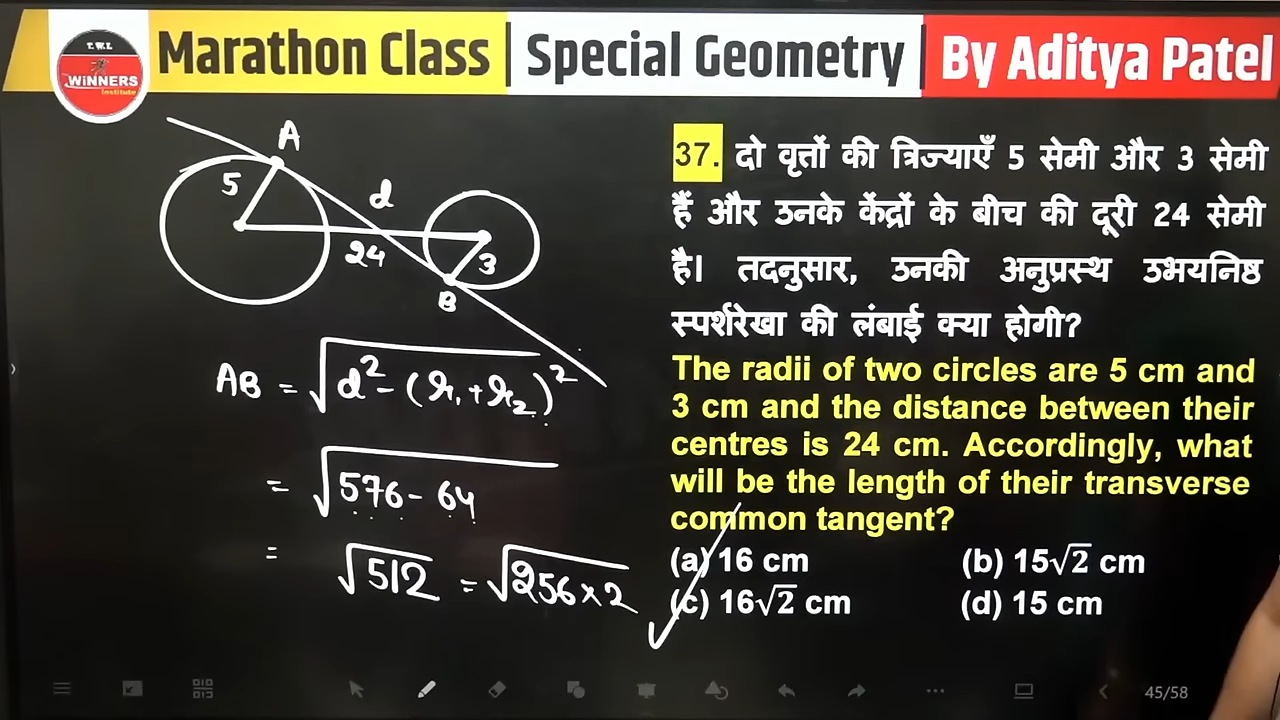 T.W.I.
WINNERS
Institute
Marathon Class | Special Geometry | By Aditya Patel
A
5
d
24
3
B
AB = √d² - (r₁ + r₂)²
= √576 - 64
= √512 = √256 × 2
37. दो वृत्तों की त्रिज्याएँ 5 सेमी और 3 सेमी
हैं और उनके केंद्रों के बीच की दूरी 24 सेमी
है। तदनुसार, उनकी अनुप्रस्थ उभयनिष्ठ
स्पर्शरेखा की लंबाई क्या होगी?
The radii of two circles are 5 cm and
3 cm and the distance between their
centres is 24 cm. Accordingly, what
will be the length of their transverse
common tangent?
(a) 16 cm (b) 15√2 cm
(c) 16√2 cm (d) 15 cm
45/58